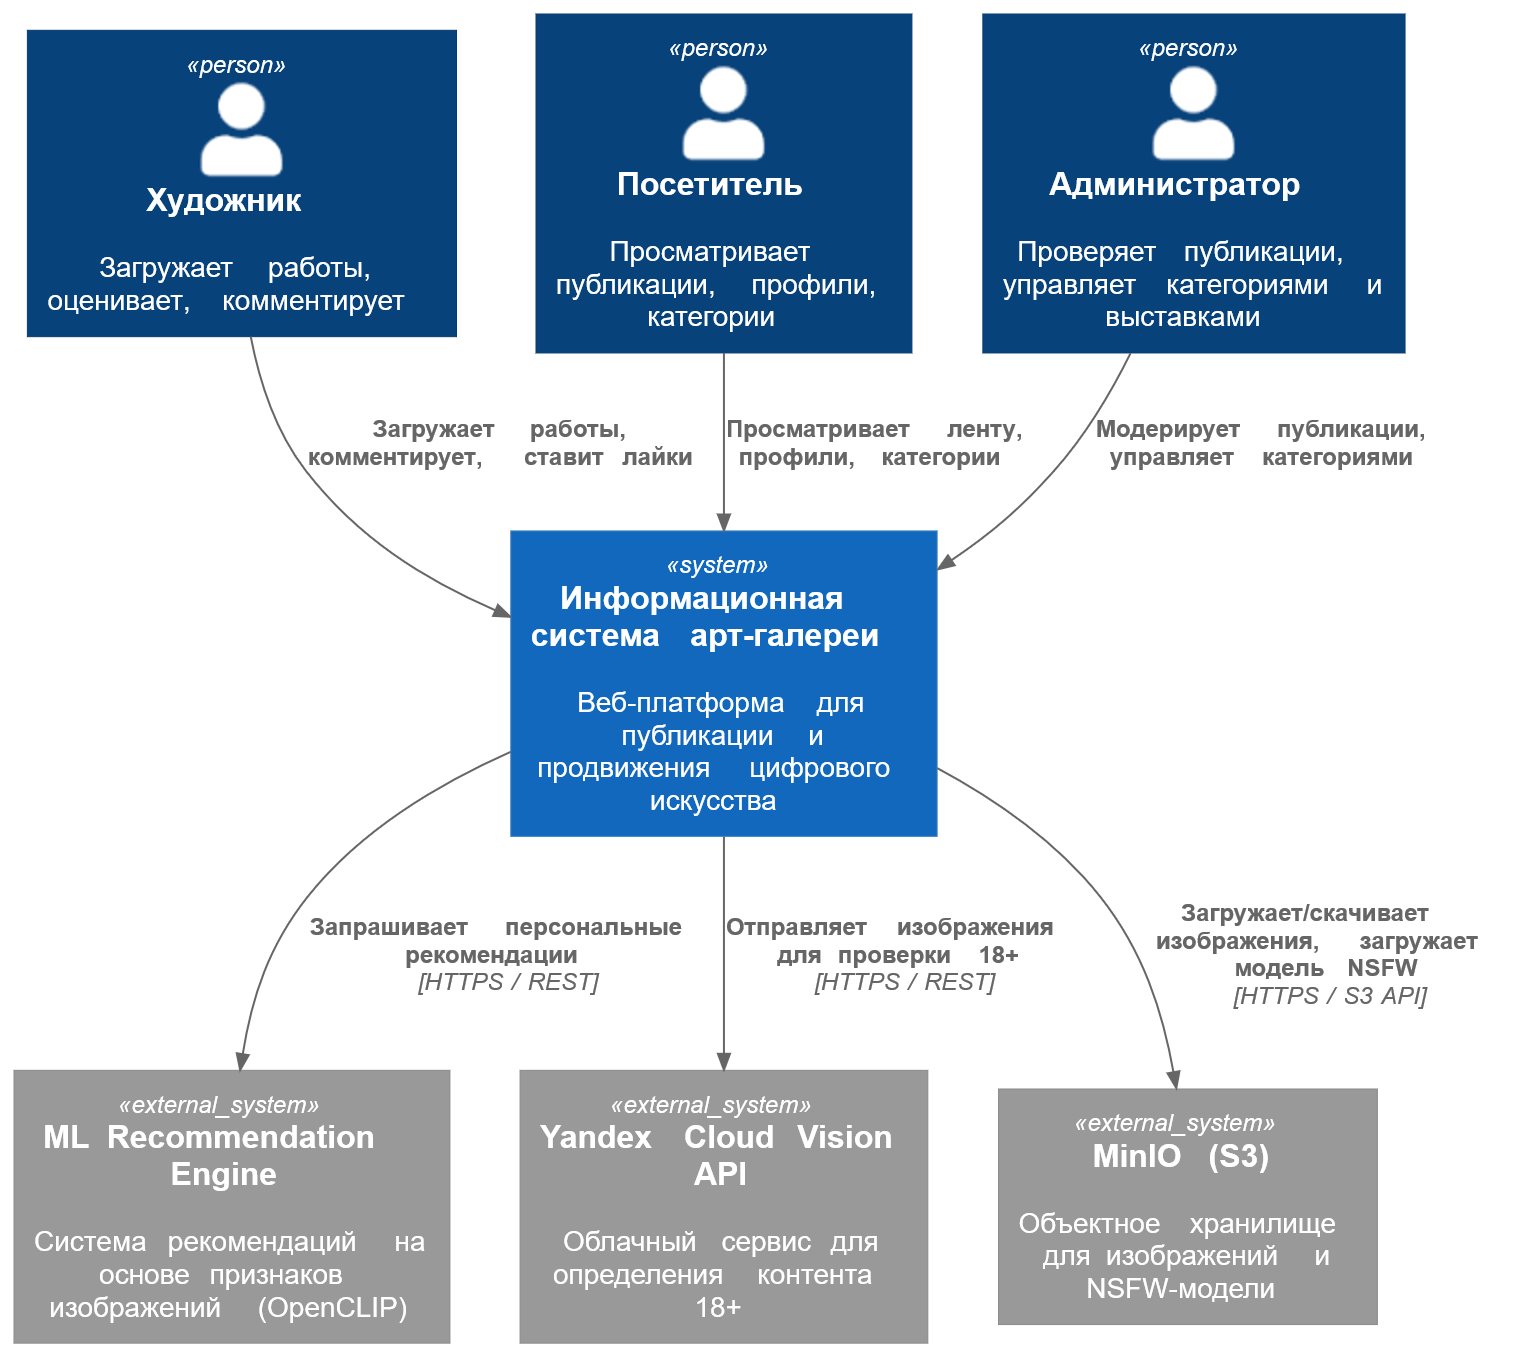 «person»
Художник
Загружает работы,
оценивает, комментирует
«person»
Посетитель
Просматривает
публикации, профили,
категории
«person»
Администратор
Проверяет публикации,
управляет категориями и
выставками
Загружает работы,
комментирует, ставит лайки
Просматривает ленту,
профили, категории
Модерирует публикации,
управляет категориями
«system»
Информационная
система арт-галереи
Веб-платформа для
публикации и
продвижения цифрового
искусства
Запрашивает персональные
рекомендации
[HTTPS / REST]
Отправляет изображения
для проверки 18+
[HTTPS / REST]
Загружает/скачивает
изображения, загружает
модель NSFW
[HTTPS / S3 API]
«external_system»
ML Recommendation
Engine
Система рекомендаций на
основе признаков
изображений (OpenCLIP)
«external_system»
Yandex Cloud Vision
API
Облачный сервис для
определения контента
18+
«external_system»
MinIO (S3)
Объектное хранилище
для изображений и
NSFW-модели